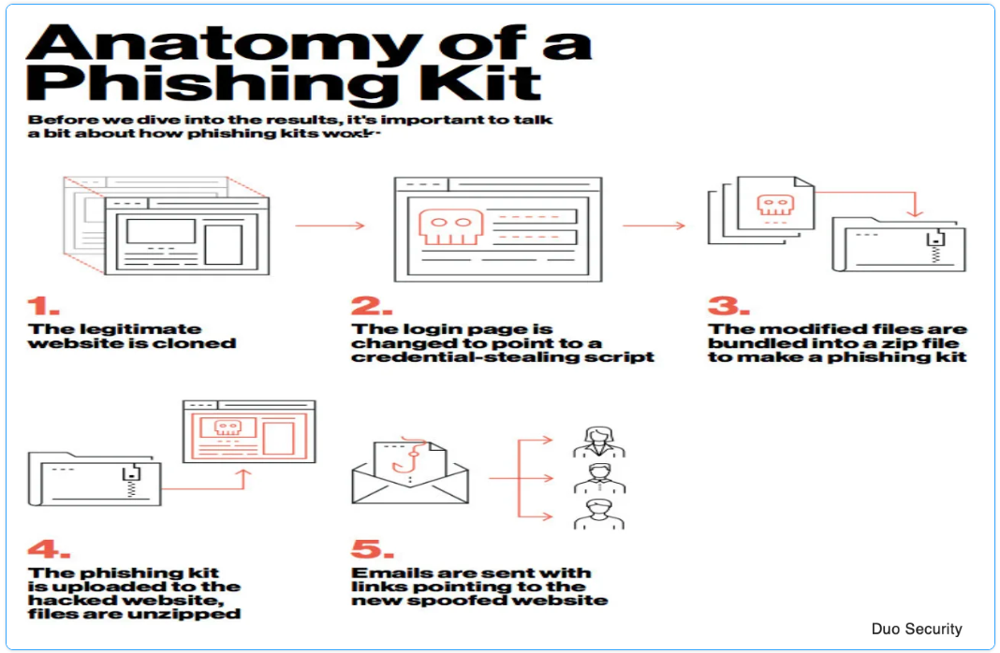 Anatomy of a
Phishing Kit
Before we dive into the results, it's important to talk
a bit about how phishing kits work.
1.
The legitimate
website is cloned
2.
The login page is
changed to point to a
credential-stealing script
3.
The modified files are
bundled into a zip file
to make a phishing kit
4.
The phishing kit
is uploaded to the
hacked website,
files are unzipped
5.
Emails are sent with
links pointing to the
new spoofed website
Duo Security